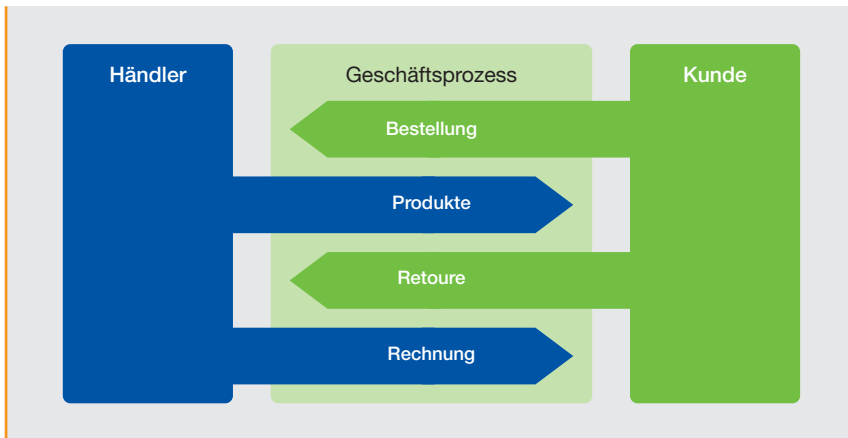 Händler
Geschäftsprozess
Kunde
Bestellung
Produkte
Retoure
Rechnung